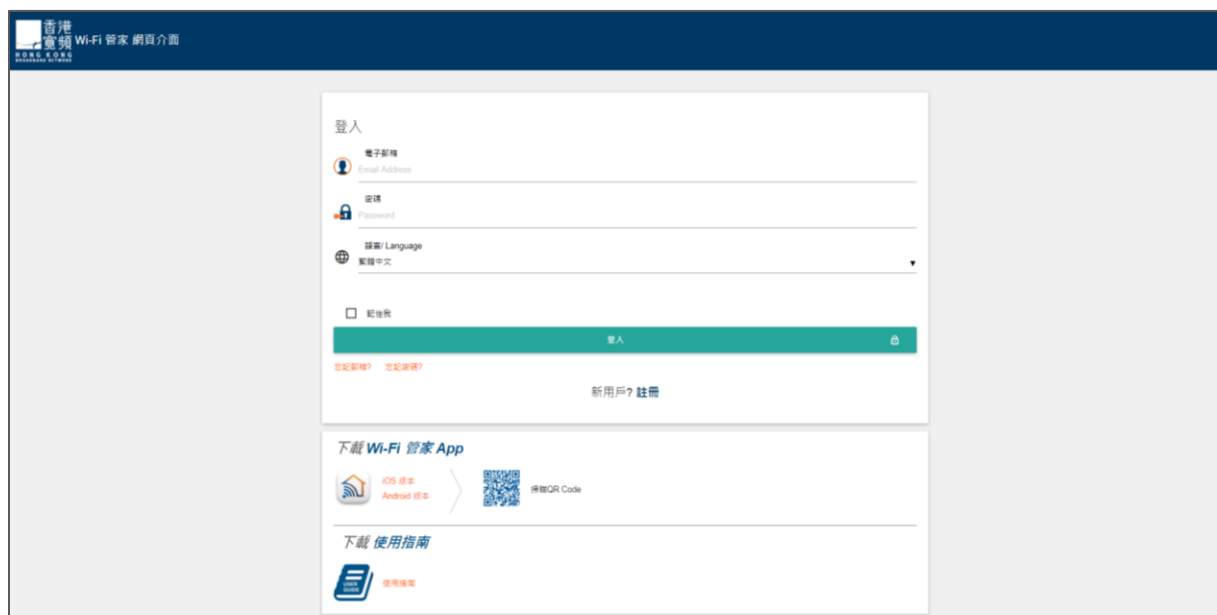 香港
寬頻
HONG KONG
BROADBAND NETWORK
Wi-Fi 管家 網頁介面
登入
電子郵箱
Email Address
密碼
Password
語言/ Language
繁體中文
記住我
登入
忘記郵箱? 忘記密碼?
新用戶? 註冊
下載 Wi-Fi 管家 App
iOS 版本
Android 版本
掃瞄QR Code
下載 使用指南
USER
GUIDE
使用指南